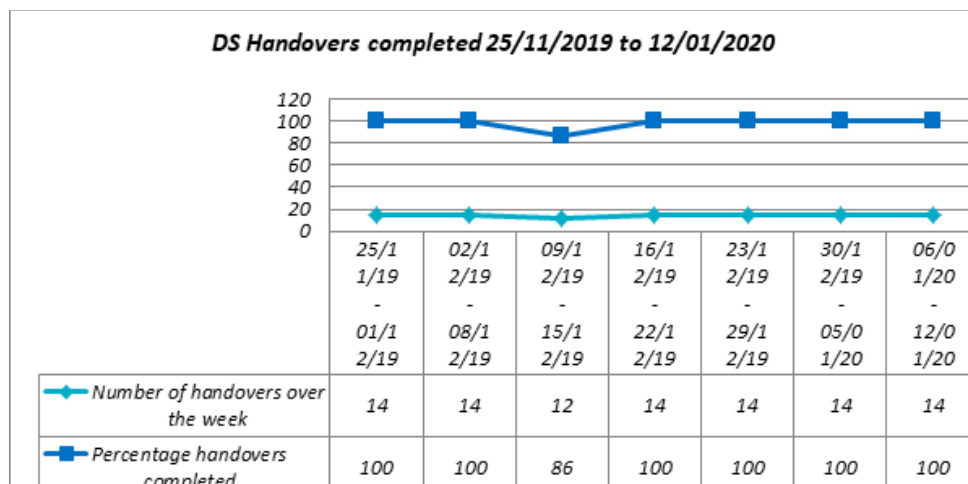 DS Handovers completed 25/11/2019 to 12/01/2020
120
100
80
60
40
20
0
25/1 02/1 09/1 16/1 23/1 30/1 06/0
1/19 2/19 2/19 2/19 2/19 2/19 1/20
- - - - - - -
01/1 08/1 15/1 22/1 29/1 05/0 12/0
2/19 2/19 2/19 2/19 2/19 1/20 1/20
Number of handovers over
the week 14 14 12 14 14 14 14
Percentage handovers
completed 100 100 86 100 100 100 100